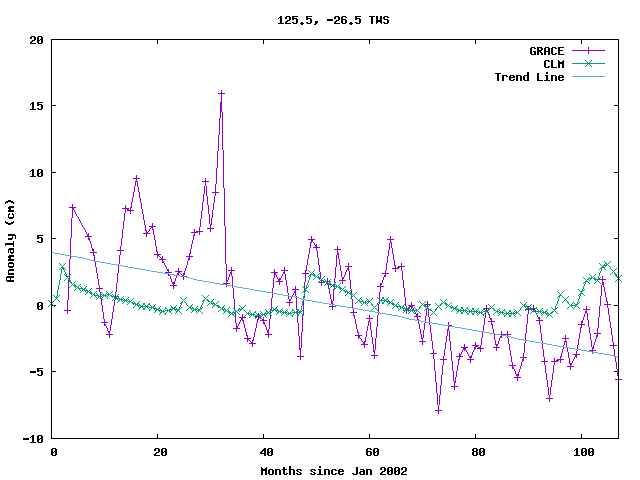 125.5, -26.5 TWS
GRACE
CLM
Trend Line
20
15
10
5
0
-5
-10
Anomaly (cm)
0 20 40 60 80 100
Months since Jan 2002